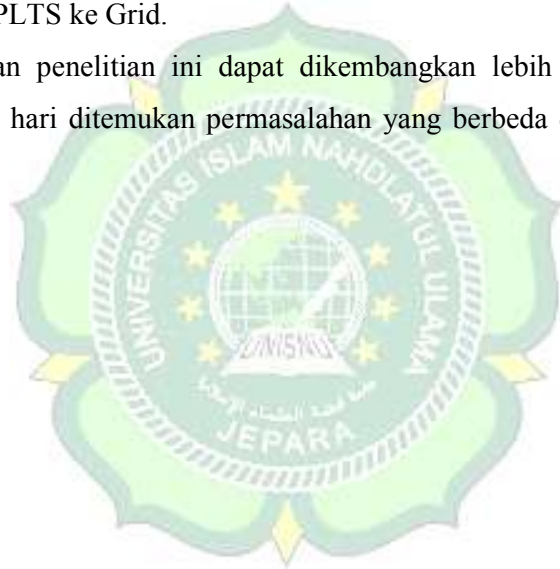 PLTS ke Grid.
an penelitian ini dapat dikembangkan lebih
hari ditemukan permasalahan yang berbeda
UNIVERSITAS ISLAM NAHDLATUL ULAMA
UNISNU
JEPARA